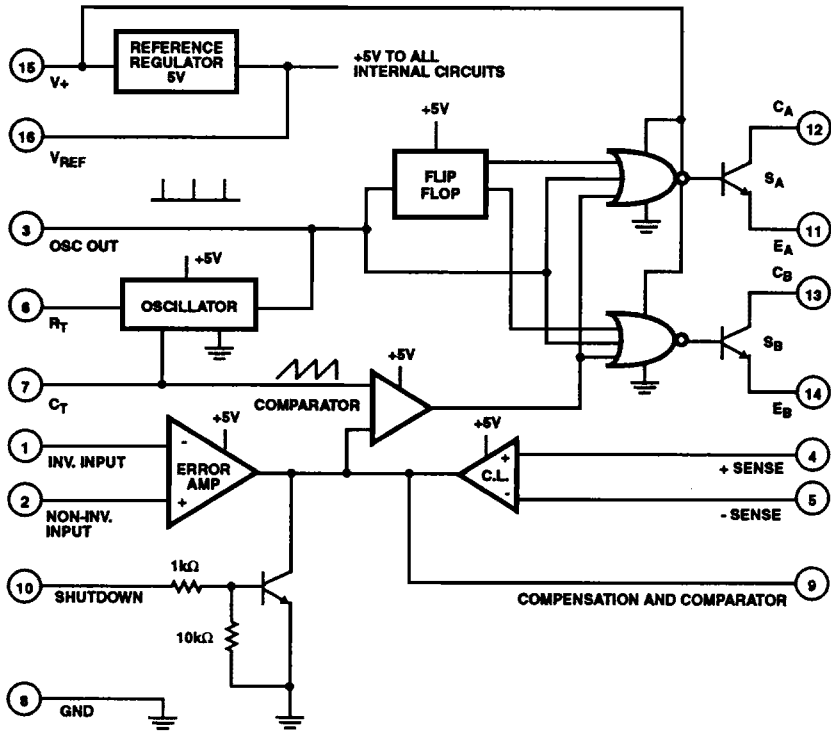 15
V+
REFERENCE
REGULATOR
5V
+5V TO ALL
INTERNAL CIRCUITS
16
VREF
+5V
FLIP
FLOP
CA
12
SA
11
EA
3
OSC OUT
+5V
OSCILLATOR
6
RT
CB
13
SB
14
EB
7
CT
COMPARATOR
+5V
1
INV. INPUT
-
+5V
ERROR
AMP
+
2
NON-INV.
INPUT
+5V
C.L.
+
-
4
+ SENSE
5
- SENSE
10
SHUTDOWN
1kΩ
10kΩ
9
COMPENSATION AND COMPARATOR
8
GND